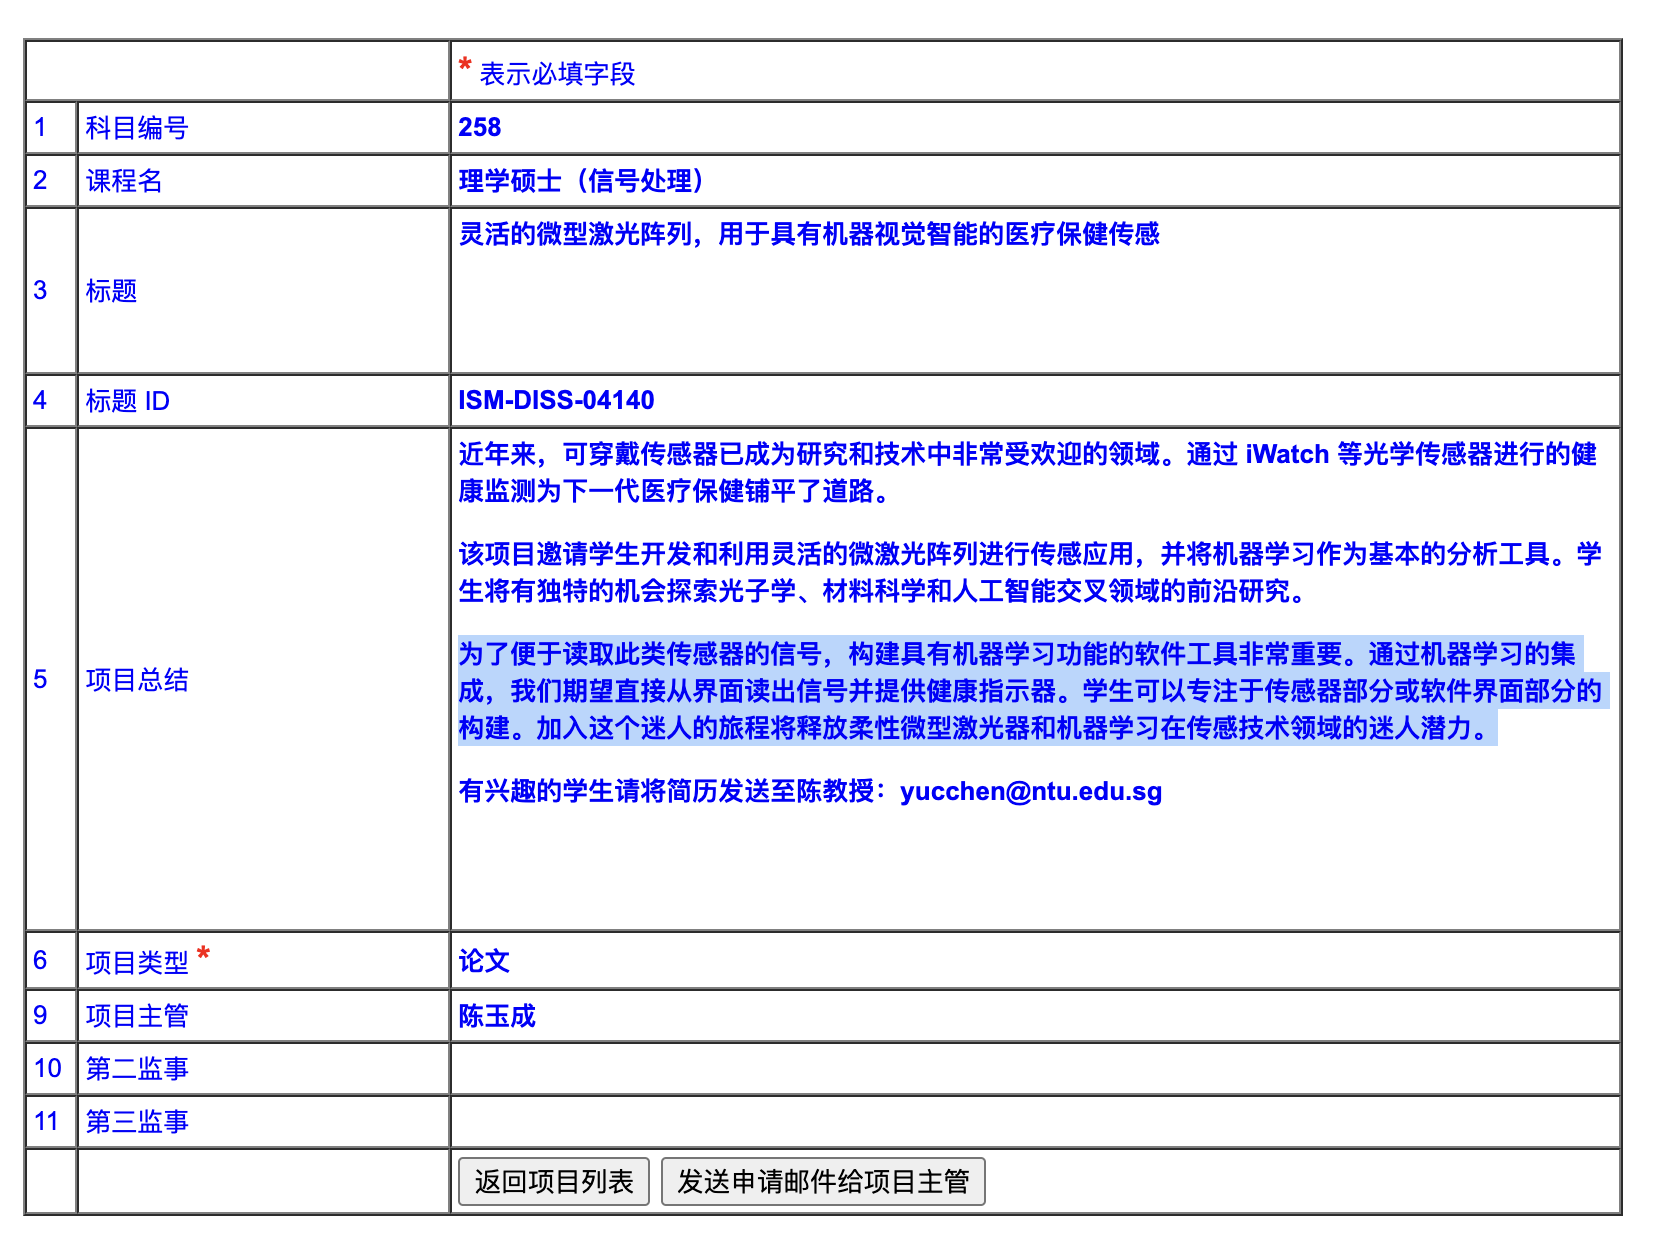 * 表示必填字段
1 科目编号 258
2 课程名 理学硕士（信号处理）
3 标题 灵活的微型激光阵列，用于具有机器视觉智能的医疗保健传感
4 标题 ID ISM-DISS-04140
5 项目总结
近年来，可穿戴传感器已成为研究和技术中非常受欢迎的领域。通过 iWatch 等光学传感器进行的健
康监测为下一代医疗保健铺平了道路。
该项目邀请学生开发和利用灵活的微激光阵列进行传感应用，并将机器学习作为基本的分析工具。学
生将有独特的机会探索光子学、材料科学和人工智能交叉领域的前沿研究。
为了便于读取此类传感器的信号，构建具有机器学习功能的软件工具非常重要。通过机器学习的集
成，我们期望直接从界面读出信号并提供健康指示器。学生可以专注于传感器部分或软件界面部分的
构建。加入这个迷人的旅程将释放柔性微型激光器和机器学习在传感技术领域的迷人潜力。
有兴趣的学生请将简历发送至陈教授：yucchen@ntu.edu.sg
6 项目类型 * 论文
9 项目主管 陈玉成
10 第二监事
11 第三监事
返回项目列表 发送申请邮件给项目主管